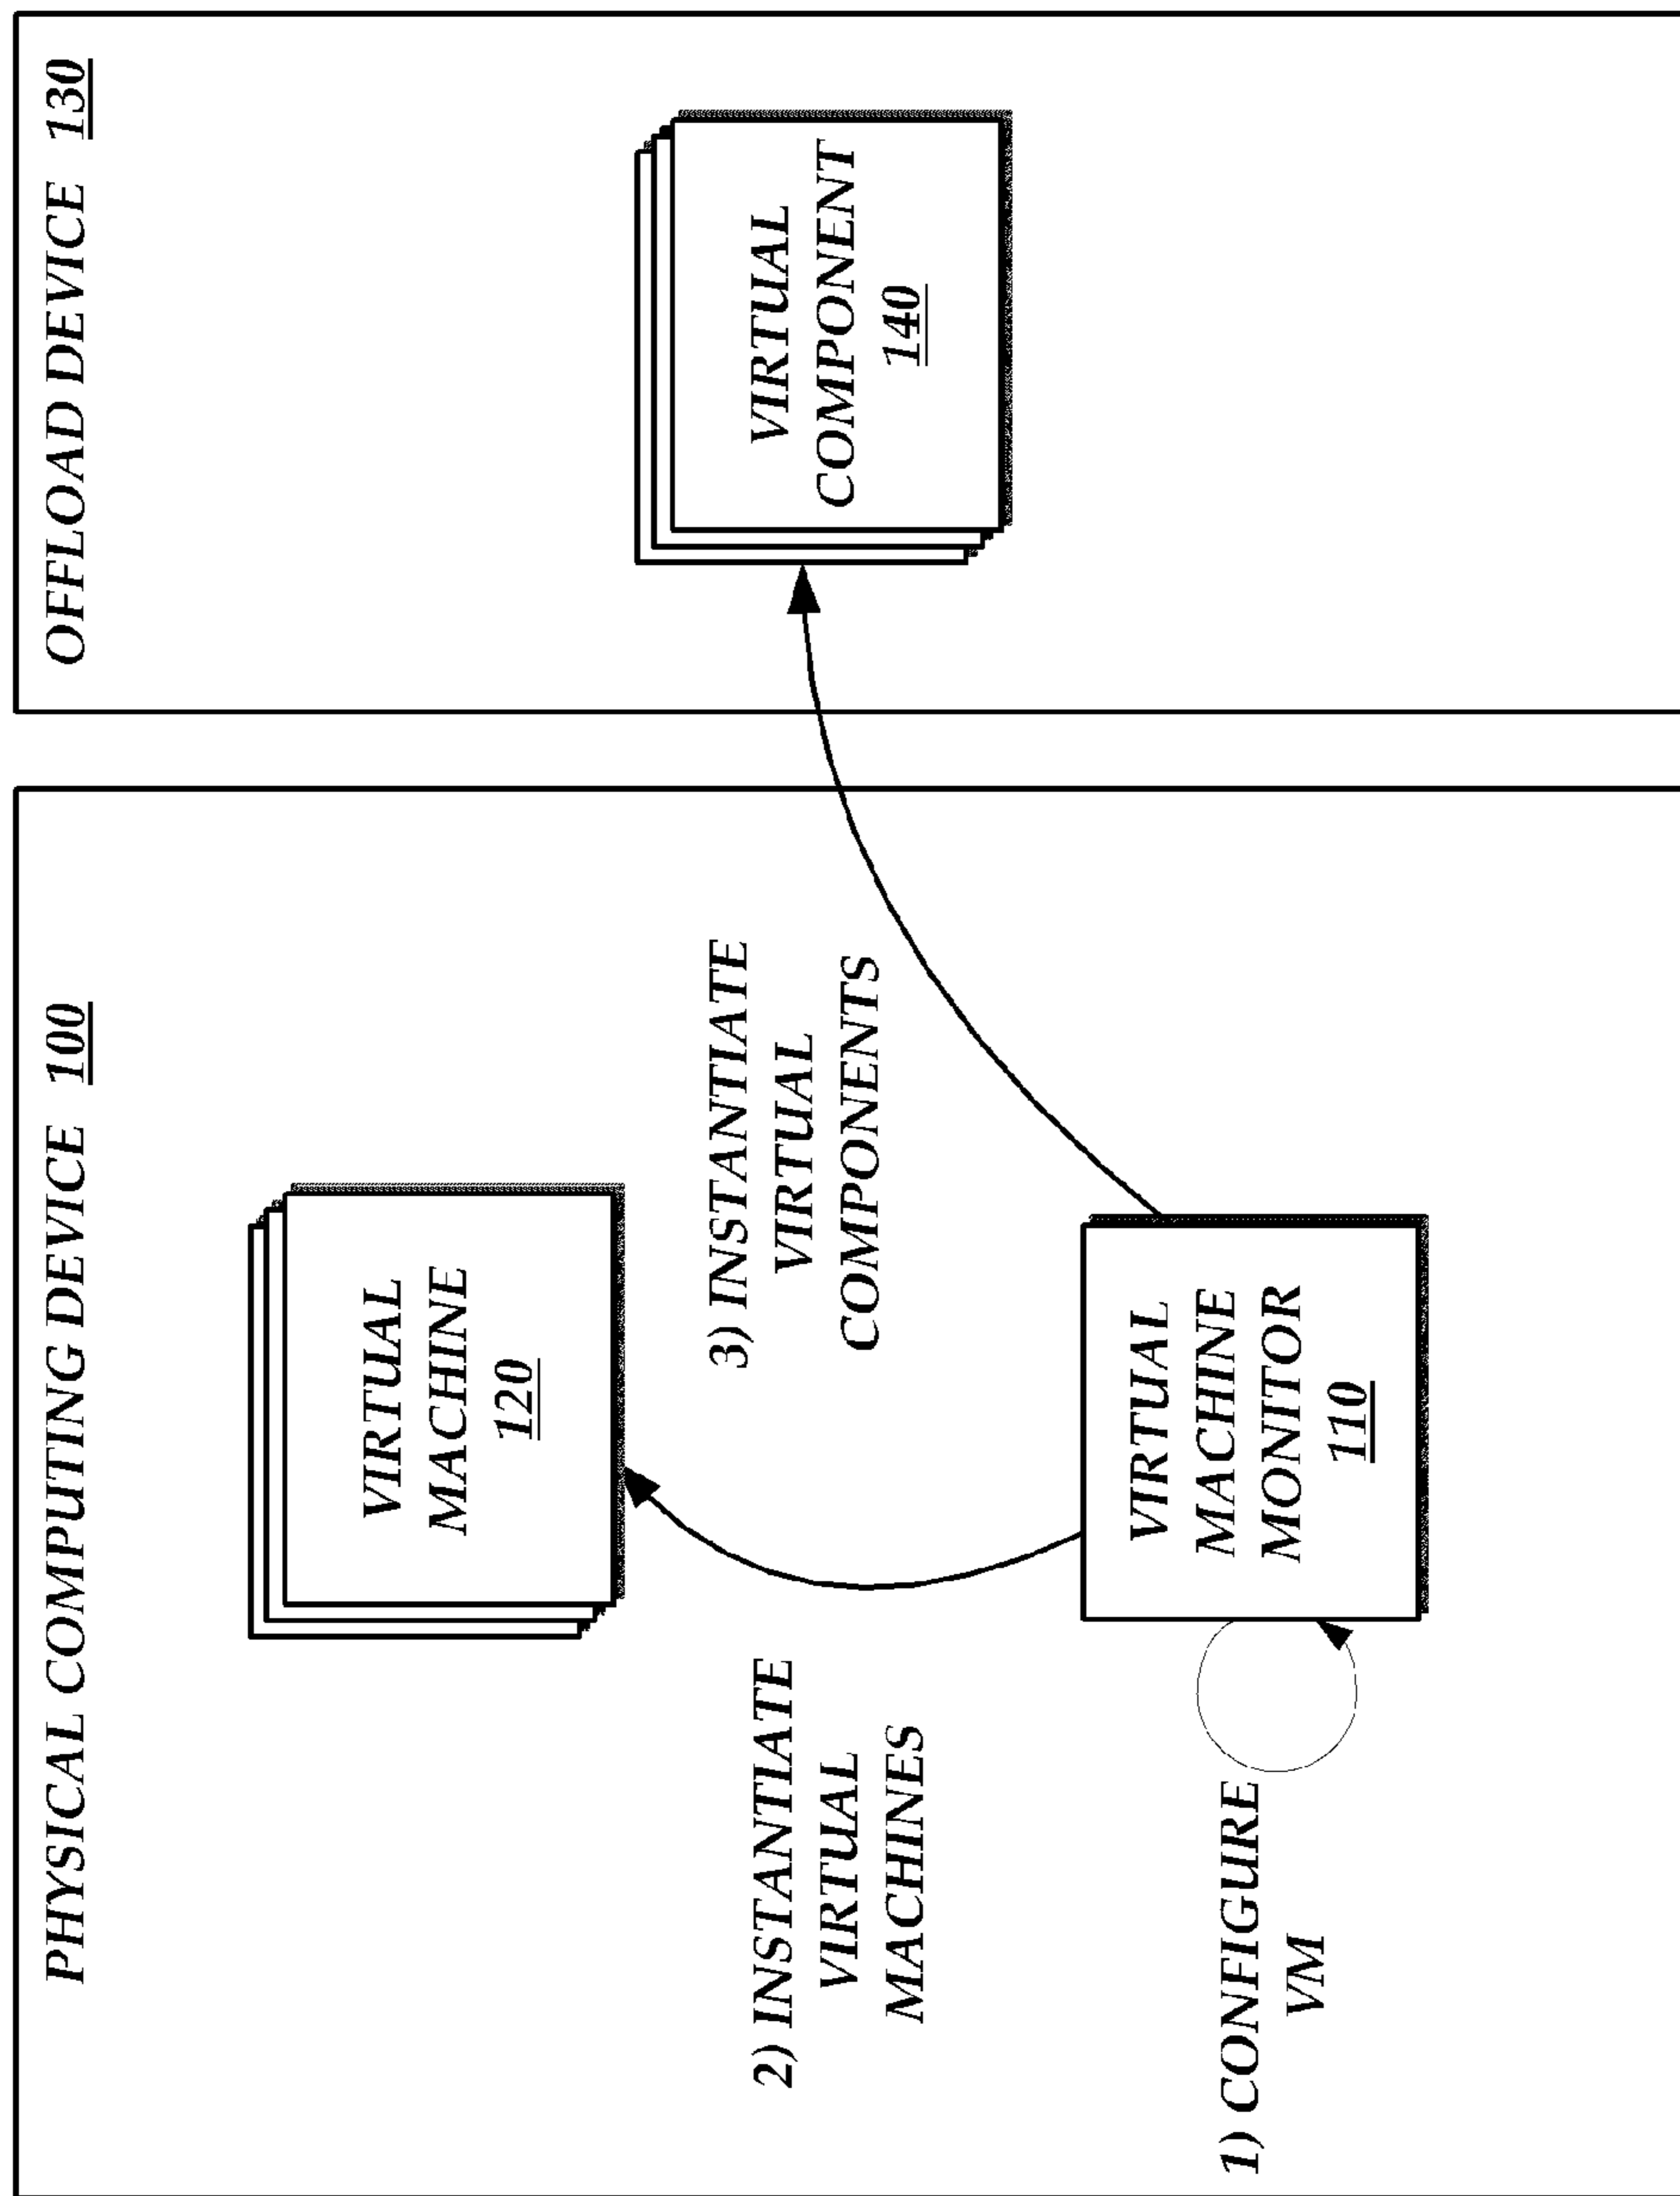 PHYSICAL COMPUTING DEVICE 100
VIRTUAL
MACHINE
120
2) INSTANTIATE
VIRTUAL
MACHINES
3) INSTANTIATE
VIRTUAL
COMPONENTS
1) CONFIGURE
VM
VIRTUAL
MACHINE
MONITOR
110
OFFLOAD DEVICE 130
VIRTUAL
COMPONENT
140